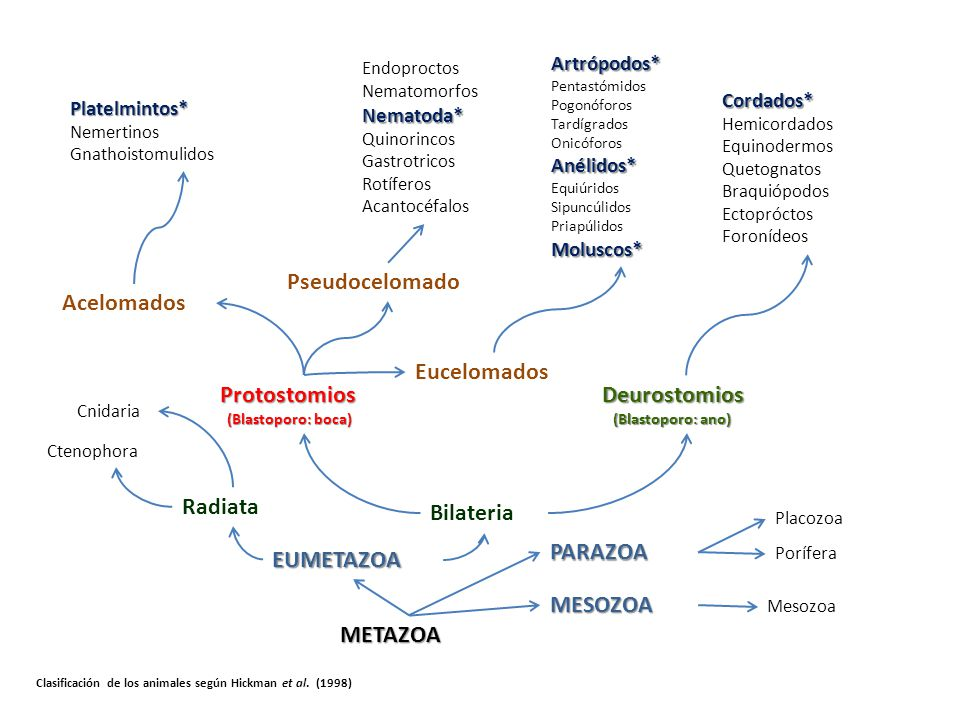 Platelmintos*
Nemertinos
Gnathoistomulidos
Endoproctos
Nematomorfos
Nematoda*
Quinorincos
Gastrotricos
Rotíferos
Acantocéfalos
Artrópodos*
Pentastómidos
Pogonóforos
Tardígrados
Onicóforos
Anélidos*
Equiúridos
Sipuncúlidos
Priapúlidos
Moluscos*
Cordados*
Hemicordados
Equinodermos
Quetognatos
Braquiópodos
Ectopróctos
Foronídeos
Acelomados
Pseudocelomado
Eucelomados
Protostomios
(Blastoporo: boca)
Deurostomios
(Blastoporo: ano)
Cnidaria
Ctenophora
Radiata
Bilateria
EUMETAZOA
PARAZOA
Placozoa
Porífera
MESOZOA
Mesozoa
METAZOA
Clasificación de los animales según Hickman et al. (1998)